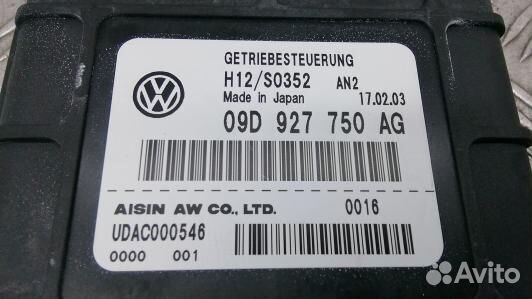 GETRIEBESTEUERUNG
H12/S0352 AN2
Made in Japan 17.02.03
09D 927 750 AG
AISIN AW CO., LTD. 0016
UDAC000546
0000 001
Avito